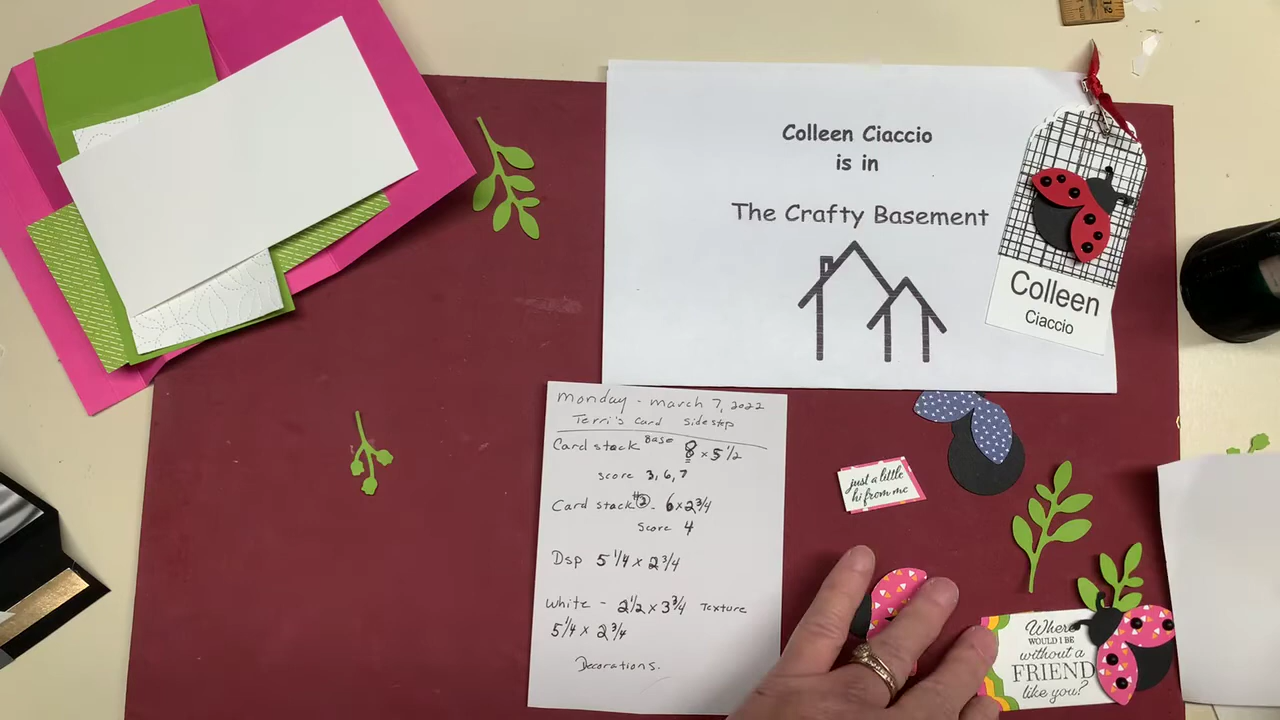 Colleen Ciaccio
is in
The Crafty Basement
Colleen
Ciaccio
monday - march 7, 2022
Terri's Card Sidestep
Card stock Base 8 x 5 1/2
score 3, 6, 7
Card stock #2 - 6 x 2 3/4
Score 4
Dsp 5 1/4 x 2 3/4
White - 2 1/2 x 3 3/4 Texture
5 1/4 x 2 3/4
Decorations.
just a little
hi from me
Where
WOULD I BE
without a
FRIEND
like you?